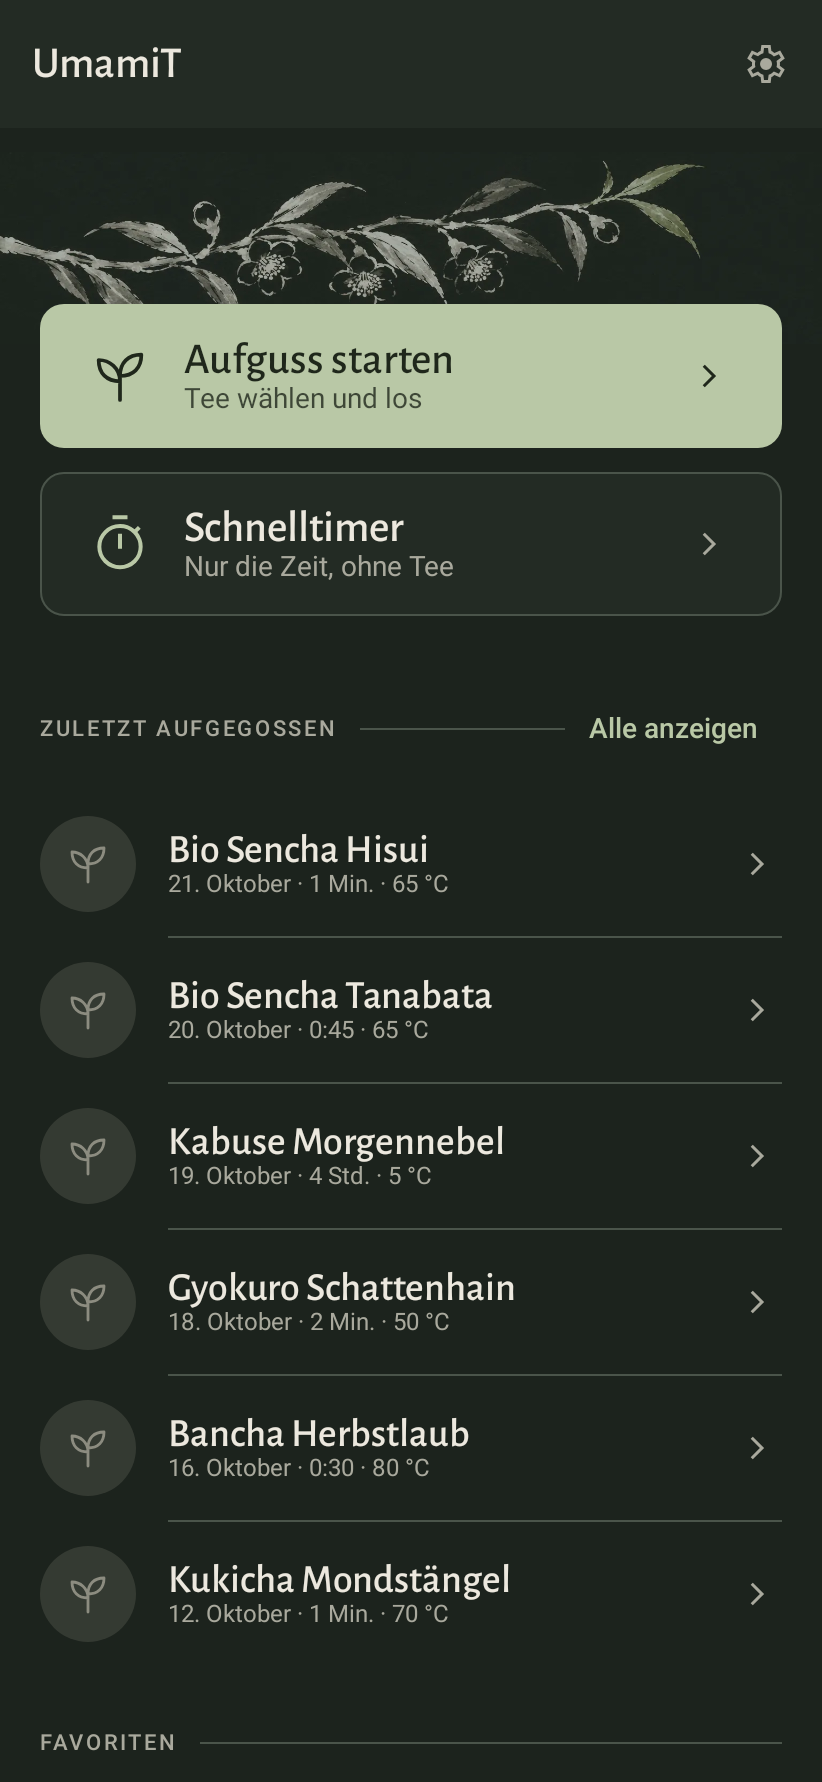 UmamiT
Aufguss starten
Tee wählen und los
Schnelltimer
Nur die Zeit, ohne Tee
ZULETZT AUFGEGOSSEN
Alle anzeigen
Bio Sencha Hisui
21. Oktober · 1 Min. · 65 °C
Bio Sencha Tanabata
20. Oktober · 0:45 · 65 °C
Kabuse Morgennebel
19. Oktober · 4 Std. · 5 °C
Gyokuro Schattenhain
18. Oktober · 2 Min. · 50 °C
Bancha Herbstlaub
16. Oktober · 0:30 · 80 °C
Kukicha Mondstängel
12. Oktober · 1 Min. · 70 °C
FAVORITEN